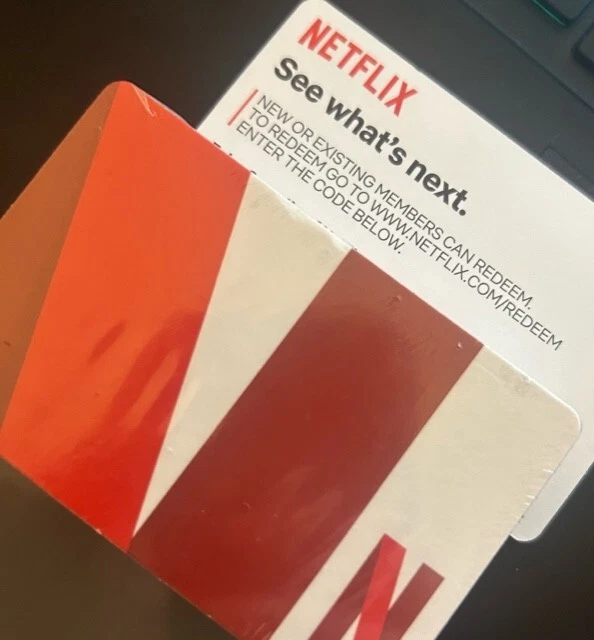 NETFLIX
See what's next.
NEW OR EXISTING MEMBERS CAN REDEEM.
TO REDEEM GO TO WWW.NETFLIX.COM/REDEEM
ENTER THE CODE BELOW.
N